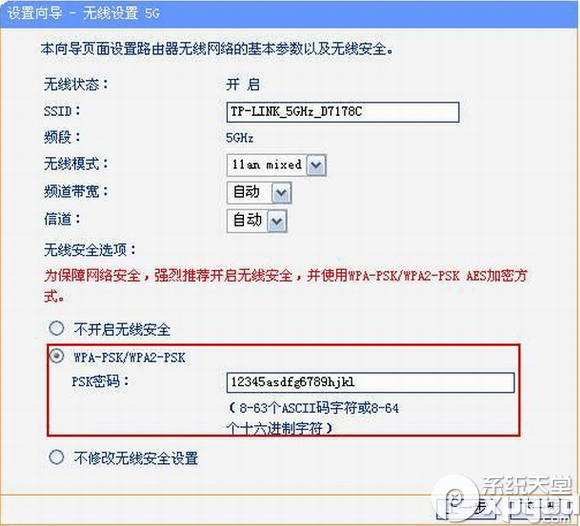 设置向导 - 无线设置 5G
本向导页面设置路由器无线网络的基本参数以及无线安全。
无线状态： 开 启
SSID： TP-LINK_5GHz_D7178C
频段： 5GHz
无线模式： 11an mixed
频道带宽： 自动
信道： 自动
无线安全选项：
为保障网络安全，强烈推荐开启无线安全，并使用WPA-PSK/WPA2-PSK AES加密方
式。
不开启无线安全
WPA-PSK/WPA2-PSK
PSK密码： 12345asdfg6789hjkl
（8-63个ASCII码字符或8-64
个十六进制字符）
不修改无线安全设置
系统天堂
步